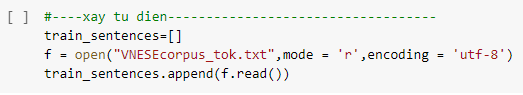 [ ] #----xay tu dien----------------------------------
train_sentences=[]
f = open("VNESEcorpus_tok.txt",mode = 'r',encoding = 'utf-8')
train_sentences.append(f.read())